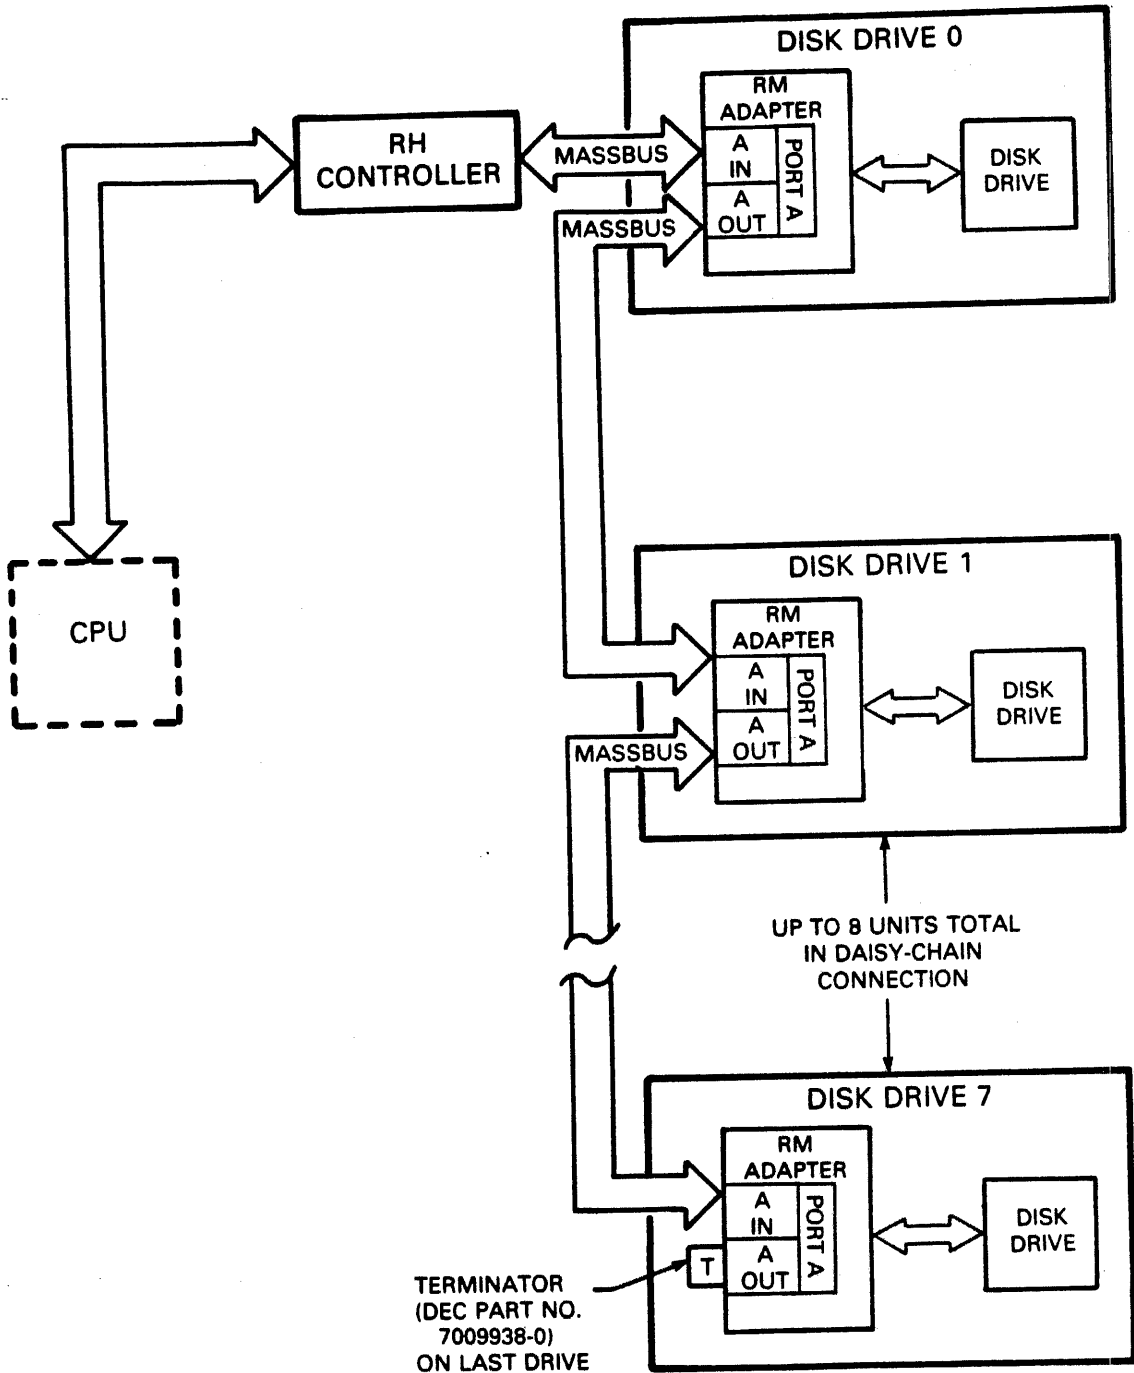 DISK DRIVE 0
RM
ADAPTER
A
IN
A
OUT
PORT A
DISK
DRIVE
RH
CONTROLLER
MASSBUS
MASSBUS
CPU
DISK DRIVE 1
RM
ADAPTER
A
IN
A
OUT
PORT A
DISK
DRIVE
MASSBUS
UP TO 8 UNITS TOTAL
IN DAISY-CHAIN
CONNECTION
DISK DRIVE 7
RM
ADAPTER
A
IN
A
OUT
PORT A
DISK
DRIVE
T
TERMINATOR
(DEC PART NO.
7009938-0)
ON LAST DRIVE